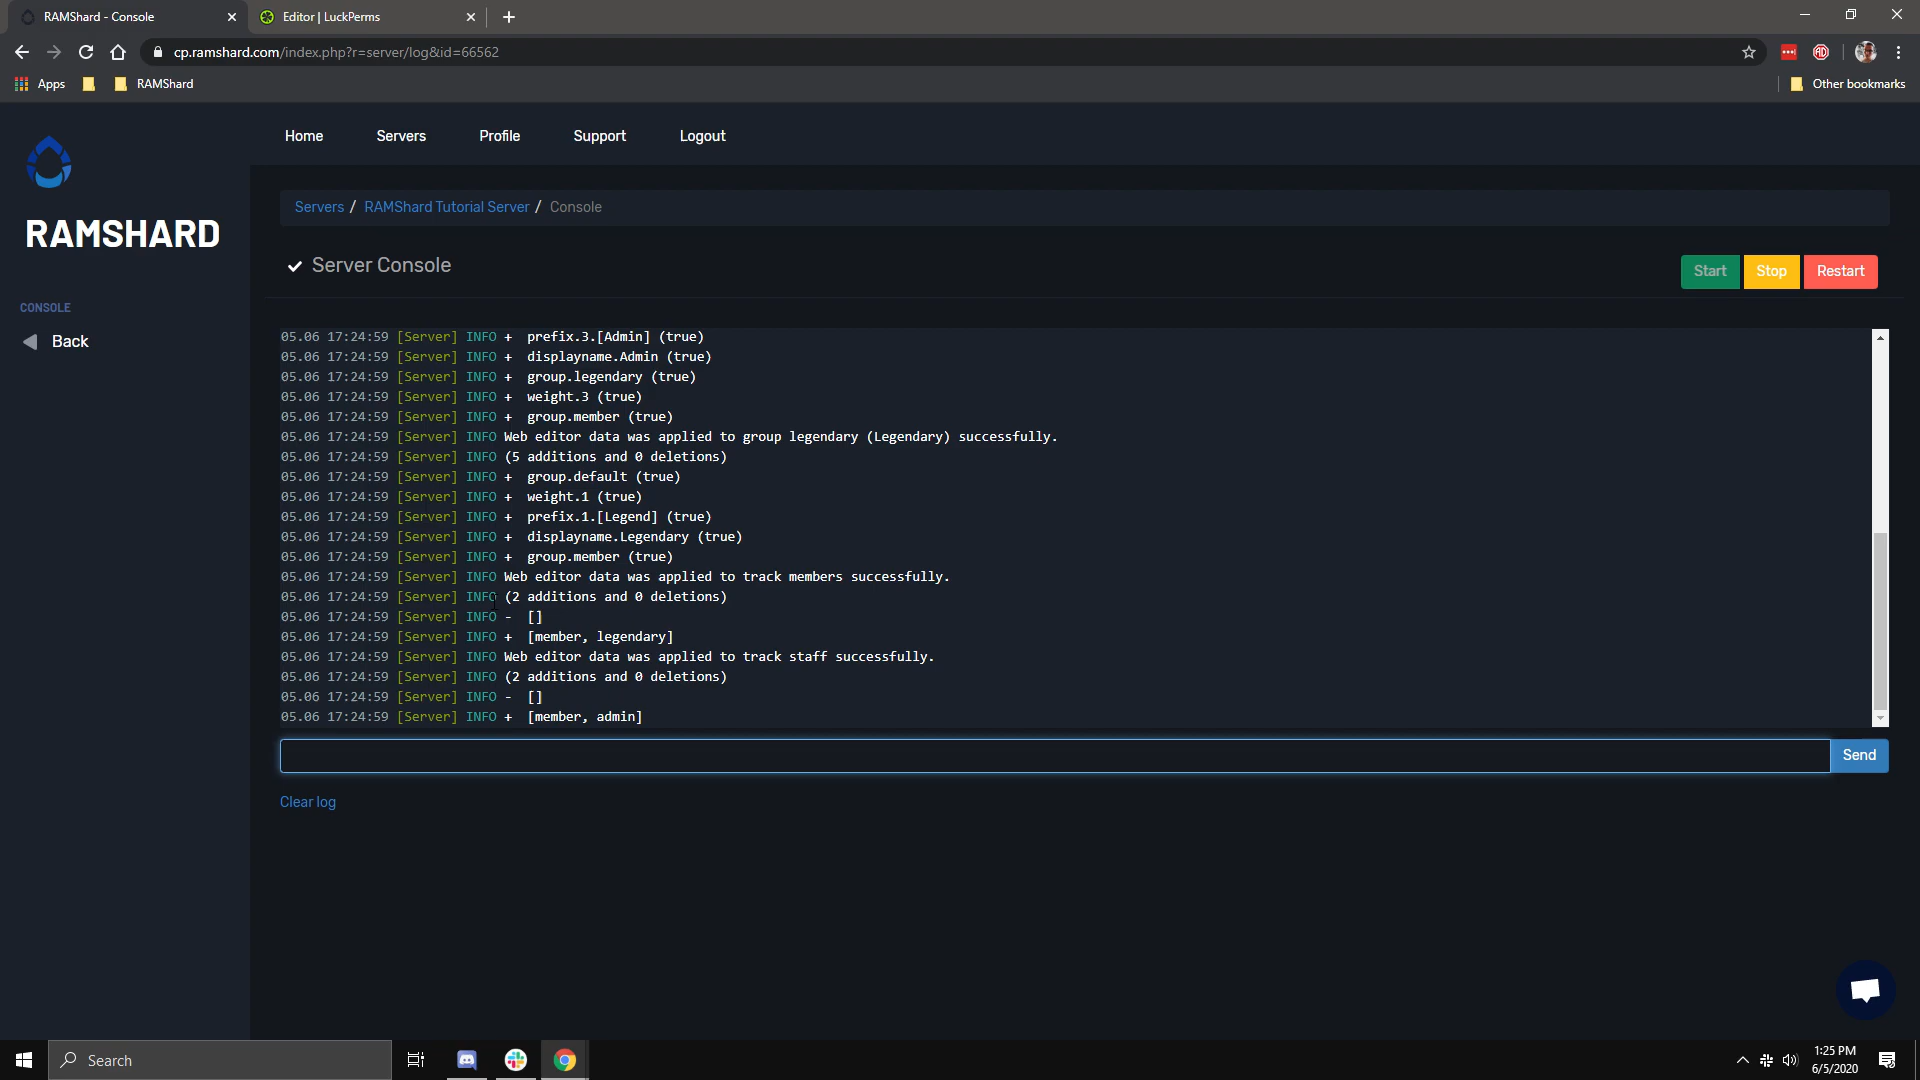 RAMShard - Console
Editor | LuckPerms
cp.ramshard.com/index.php?r=server/log&id=66562
Apps
RAMShard
Other bookmarks
RAMSHARD
CONSOLE
Back
Home
Servers
Profile
Support
Logout
Servers / RAMShard Tutorial Server / Console
Server Console
Start
Stop
Restart
05.06 17:24:59 [Server] INFO + prefix.3.[Admin] (true)
05.06 17:24:59 [Server] INFO + displayname.Admin (true)
05.06 17:24:59 [Server] INFO + group.legendary (true)
05.06 17:24:59 [Server] INFO + weight.3 (true)
05.06 17:24:59 [Server] INFO + group.member (true)
05.06 17:24:59 [Server] INFO Web editor data was applied to group legendary (Legendary) successfully.
05.06 17:24:59 [Server] INFO (5 additions and 0 deletions)
05.06 17:24:59 [Server] INFO + group.default (true)
05.06 17:24:59 [Server] INFO + weight.1 (true)
05.06 17:24:59 [Server] INFO + prefix.1.[Legend] (true)
05.06 17:24:59 [Server] INFO + displayname.Legendary (true)
05.06 17:24:59 [Server] INFO + group.member (true)
05.06 17:24:59 [Server] INFO Web editor data was applied to track members successfully.
05.06 17:24:59 [Server] INFO (2 additions and 0 deletions)
05.06 17:24:59 [Server] INFO - []
05.06 17:24:59 [Server] INFO + [member, legendary]
05.06 17:24:59 [Server] INFO Web editor data was applied to track staff successfully.
05.06 17:24:59 [Server] INFO (2 additions and 0 deletions)
05.06 17:24:59 [Server] INFO - []
05.06 17:24:59 [Server] INFO + [member, admin]
Send
Clear log
Search
1:25 PM
6/5/2020